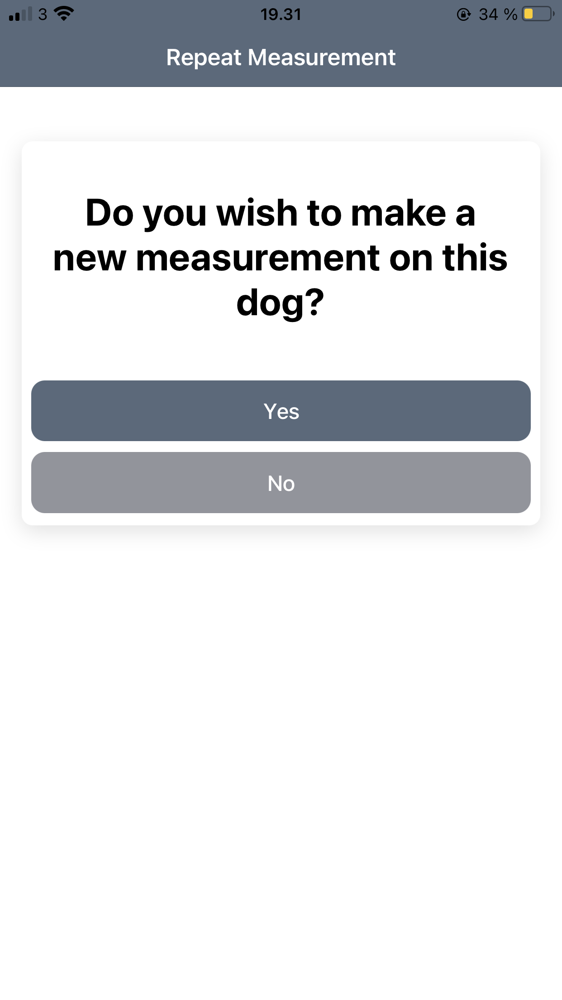 3 19.31 34 %
Repeat Measurement
Do you wish to make a
new measurement on this
dog?
Yes
No